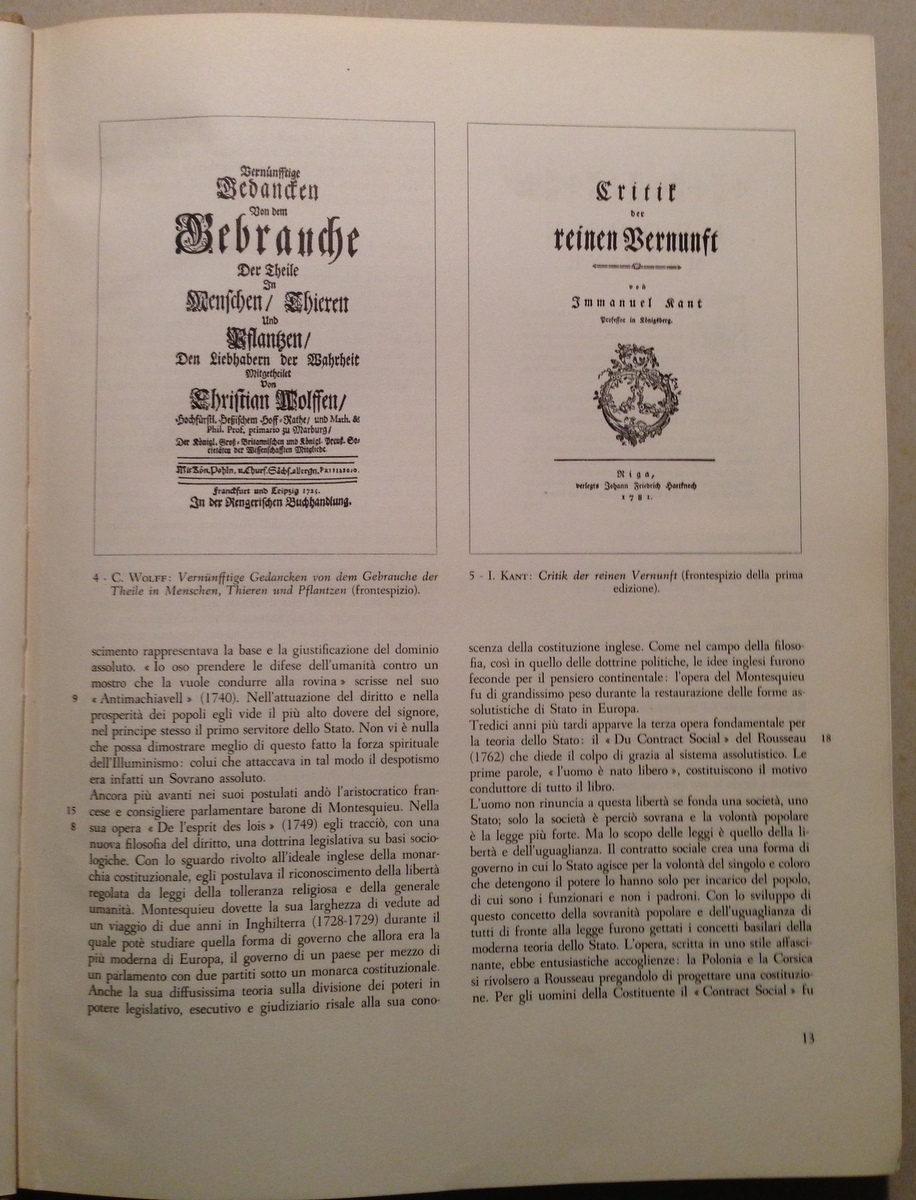 Vernünfftige
Gedancken
Von dem
Gebrauche
Der Theile
In
Menschen/ Thieren
Und
Pflantzen/
Den Liebhabern der Wahrheit
Mitgetheilet
Von
Christian Wolffen/
Hochfürstl. Heßischem Hoff-Rathe/ und Math. &
Phil. Prof. primario zu Marburg/
Der Königl. Groß-Britannischen und Königl. Preuß. So-
cietäten der Wissenschafften Mitgliede.
Mit Kön. Pohln. u. Churf. Sächs. allergn.
Franckfurt und Leipzig 1725.
In der Rengerischen Buchhandlung.
4 - C. WOLFF: Vernünfftige Gedancken von dem Gebrauche der
Theile in Menschen, Thieren und Pflantzen (frontespizio).
Critik
der
reinen Vernunft
von
Immanuel Kant
Professor in Königsberg.
Riga,
verlegts Johann Friedrich Hartknoch
1781.
5 - I. KANT: Critik der reinen Vernunft (frontespizio della prima
edizione).
scimento rappresentava la base e la giustificazione del dominio
assoluto. « Io oso prendere le difese dell'umanità contro un
mostro che la vuole condurre alla rovina » scrisse nel suo
9 « Antimachiavell » (1740). Nell'attuazione del diritto e nella
prosperità dei popoli egli vide il più alto dovere del signore,
nel principe stesso il primo servitore dello Stato. Non vi è nulla
che possa dimostrare meglio di questo fatto la forza spirituale
dell'Illuminismo: colui che attaccava in tal modo il despotismo
era infatti un Sovrano assoluto.
Ancora più avanti nei suoi postulati andò l'aristocratico fran-
15 cese e consigliere parlamentare barone di Montesquieu. Nella
8 sua opera « De l'esprit des lois » (1749) egli tracciò, con una
nuova filosofia del diritto, una dottrina legislativa su basi socio-
logiche. Con lo sguardo rivolto all'ideale inglese della monar-
chia costituzionale, egli postulava il riconoscimento della libertà
regolata da leggi della tolleranza religiosa e della generale
umanità. Montesquieu dovette la sua larghezza di vedute ad
un viaggio di due anni in Inghilterra (1728-1729) durante il
quale potè studiare quella forma di governo che allora era la
più moderna di Europa, il governo di un paese per mezzo di
un parlamento con due partiti sotto un monarca costituzionale.
Anche la sua diffusissima teoria sulla divisione dei poteri in
potere legislativo, esecutivo e giudiziario risale alla sua cono-
scenza della costituzione inglese. Come nel campo della filoso-
fia, così in quello delle dottrine politiche, le idee inglesi furono
feconde per il pensiero continentale: l'opera del Montesquieu
fu di grandissimo peso durante la restaurazione delle forme as-
solutistiche di Stato in Europa.
Tredici anni più tardi apparve la terza opera fondamentale per
la teoria dello Stato: il « Du Contract Social » del Rousseau 18
(1762) che diede il colpo di grazia al sistema assolutistico. Le
prime parole, « l'uomo è nato libero », costituiscono il motivo
conduttore di tutto il libro.
L'uomo non rinuncia a questa libertà se fonda una società, uno
Stato; solo la società è perciò sovrana e la volontà popolare
è la legge più forte. Ma lo scopo delle leggi è quello della li-
bertà e dell'uguaglianza. Il contratto sociale crea una forma di
governo in cui lo Stato agisce per la volontà del singolo e coloro
che detengono il potere lo hanno solo per incarico del popolo,
di cui sono i funzionari e non i padroni. Con lo sviluppo di
questo concetto della sovranità popolare e dell'uguaglianza di
tutti di fronte alla legge furono gettati i concetti basilari della
moderna teoria dello Stato. L'opera, scritta in uno stile affasci-
nante, ebbe entusiastiche accoglienze: la Polonia e la Corsica
si rivolsero a Rousseau pregandolo di progettare una costituzio-
ne. Per gli uomini della Costituente il « Contract Social » fu
13